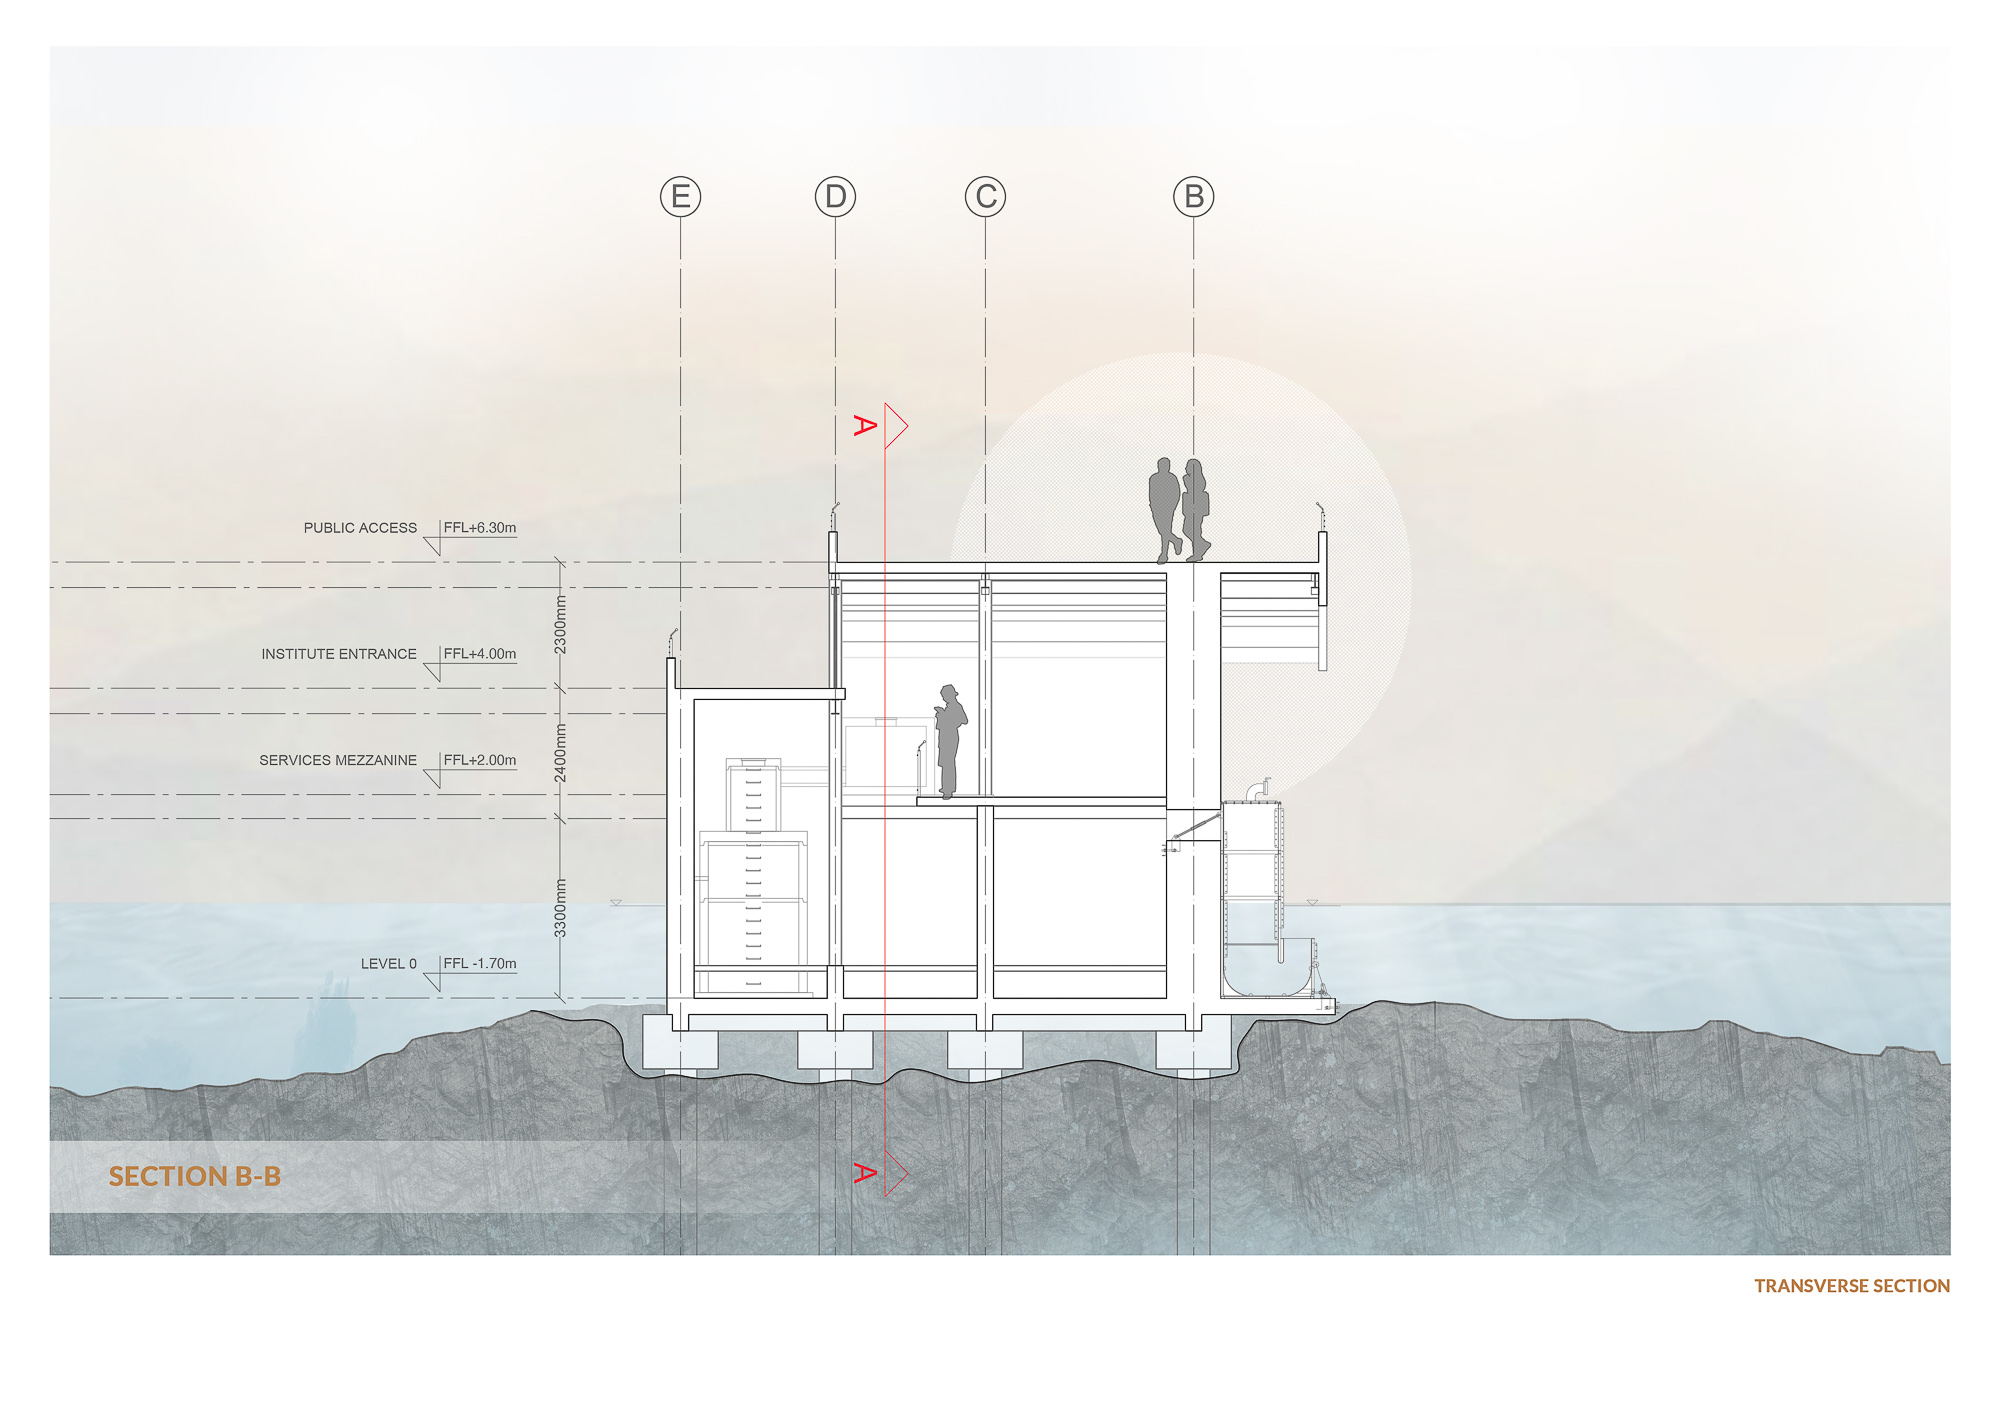 E D C B
A
PUBLIC ACCESS FFL+6.30m
2300mm
INSTITUTE ENTRANCE FFL+4.00m
2400mm
SERVICES MEZZANINE FFL+2.00m
3300mm
LEVEL 0 FFL -1.70m
A
SECTION B-B
TRANSVERSE SECTION